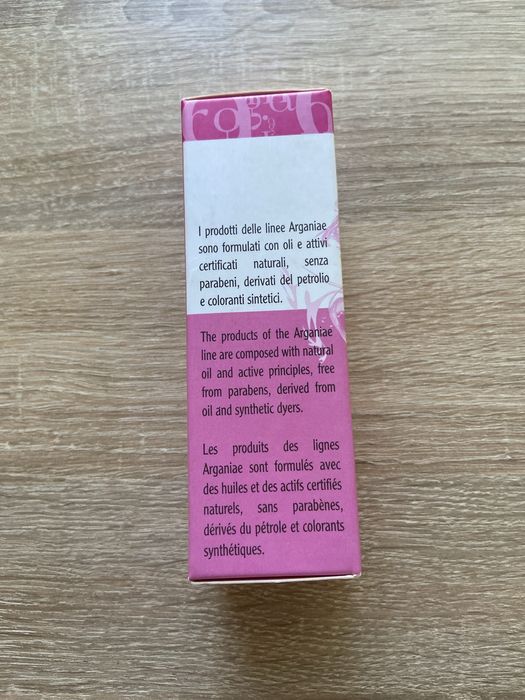 I prodotti delle linee Arganiae
sono formulati con oli e attivi
certificati naturali, senza
parabeni, derivati del petrolio
e coloranti sintetici.
The products of the Arganiae
line are composed with natural
oil and active principles, free
from parabens, derived from
oil and synthetic dyers.
Les produits des lignes
Arganiae sont formulés avec
des huiles et des actifs certifiés
naturels, sans parabènes,
dérivés du pétrole et colorants
synthétiques.